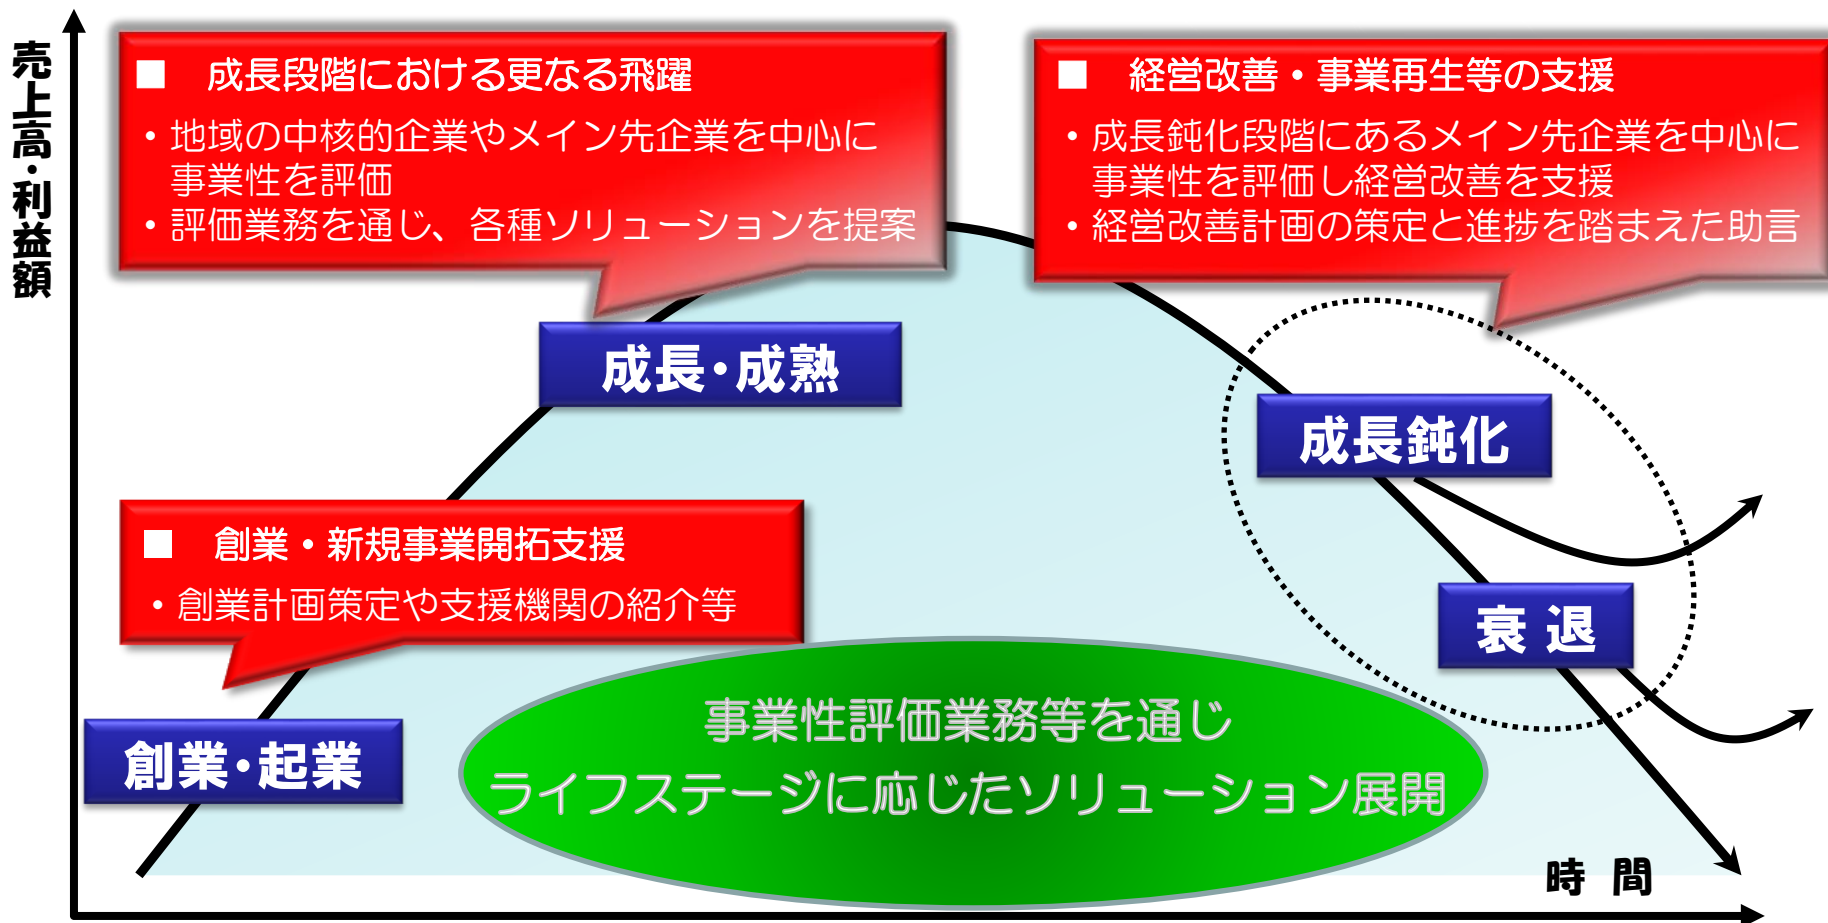 売上高・利益額
■ 成長段階における更なる飛躍
・地域の中核的企業やメイン先企業を中心に
事業性を評価
・評価業務を通じ、各種ソリューションを提案
■ 経営改善・事業再生等の支援
・成長鈍化段階にあるメイン先企業を中心に
事業性を評価し経営改善を支援
・経営改善計画の策定と進捗を踏まえた助言
成長・成熟
成長鈍化
■ 創業・新規事業開拓支援
・創業計画策定や支援機関の紹介等
衰 退
創業・起業
事業性評価業務等を通じ
ライフステージに応じたソリューション展開
時 間